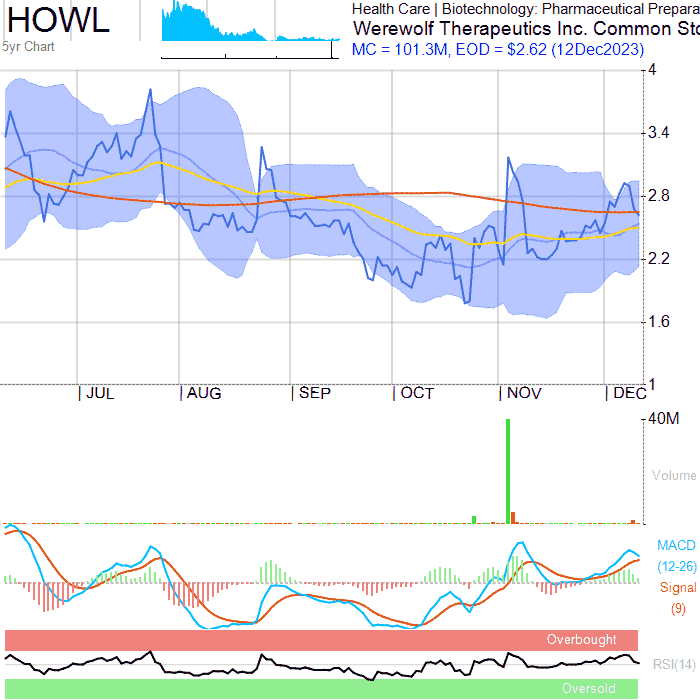 HOWL
5yr Chart
Health Care | Biotechnology: Pharmaceutical Prepara
Werewolf Therapeutics Inc. Common Sto
MC = 101.3M, EOD = $2.62 (12Dec2023)
4
3.4
2.8
2.2
1.6
1
| JUL | AUG | SEP | OCT | NOV | DEC
40M
Volume
MACD
(12-26)
Signal
(9)
Overbought
RSI(14)
Oversold